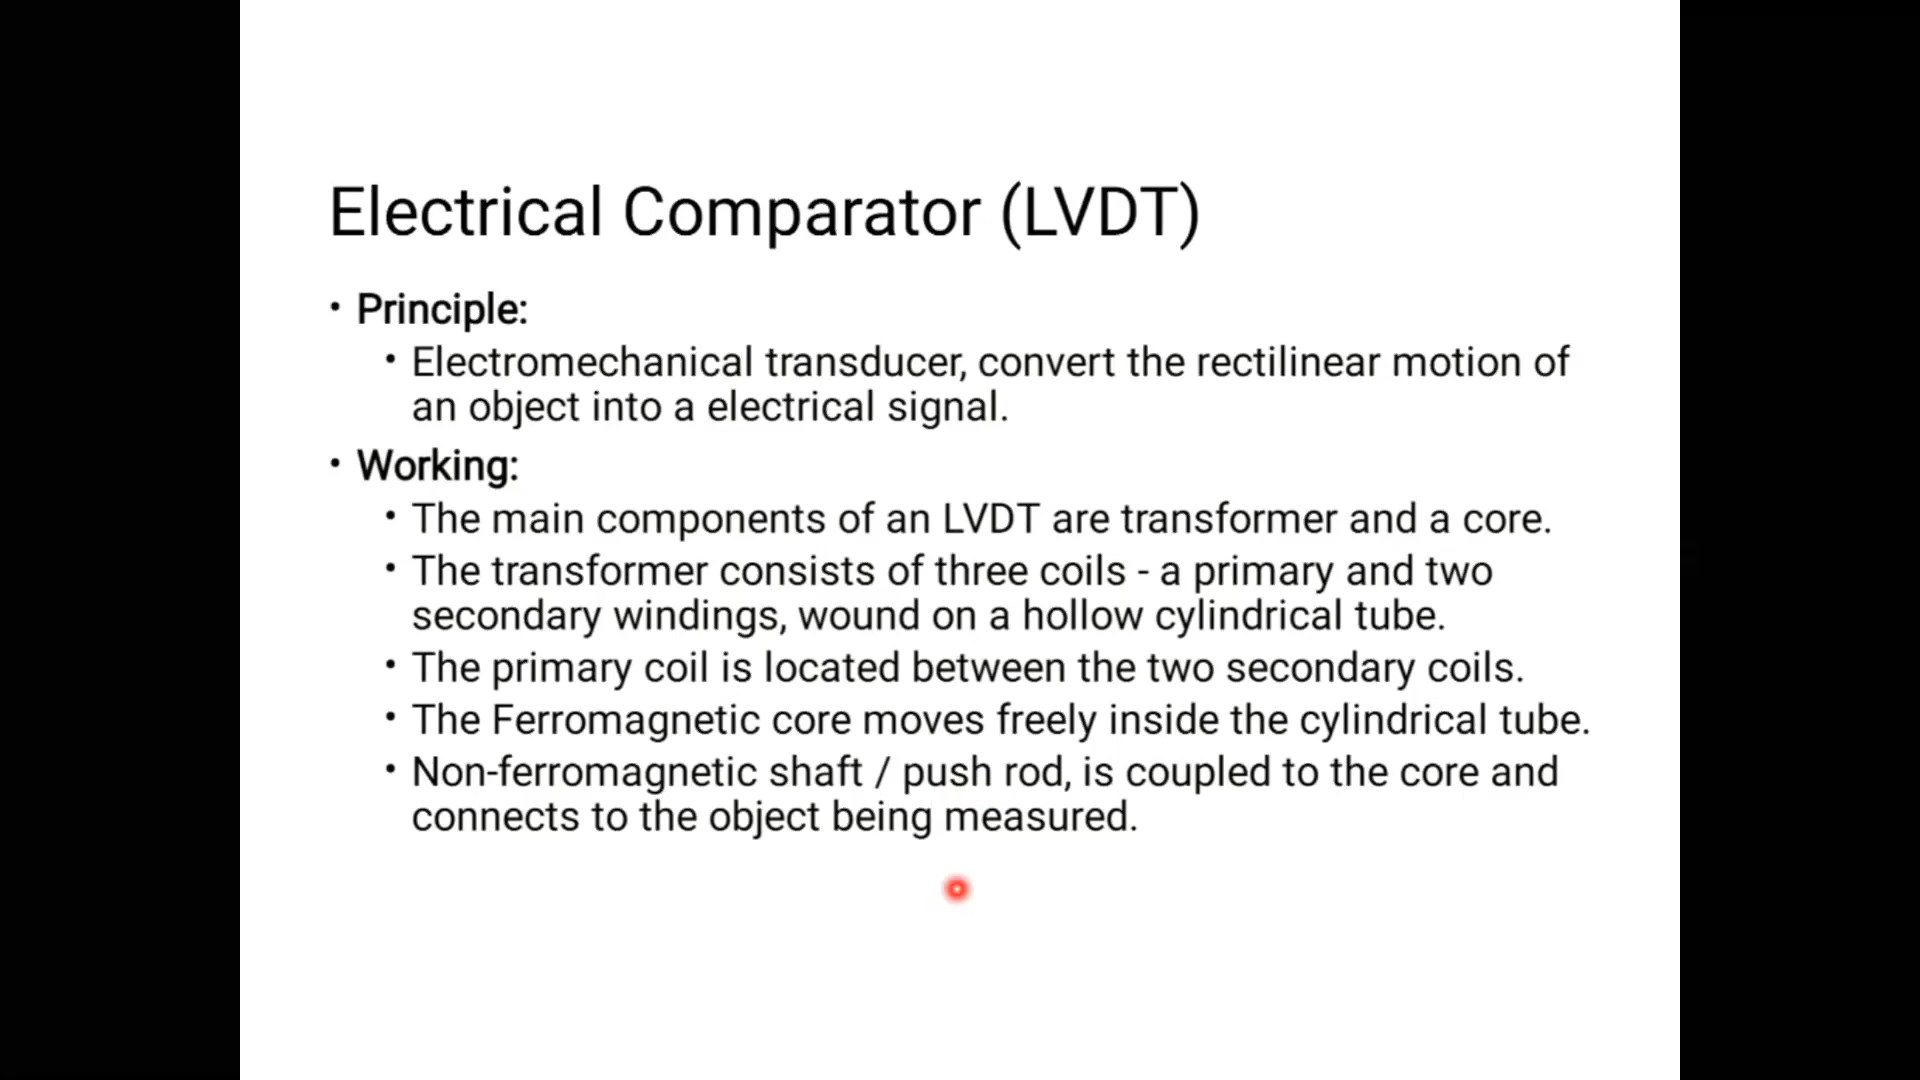 Electrical Comparator (LVDT)
• Principle:
• Electromechanical transducer, convert the rectilinear motion of
an object into a electrical signal.
• Working:
• The main components of an LVDT are transformer and a core.
• The transformer consists of three coils - a primary and two
secondary windings, wound on a hollow cylindrical tube.
• The primary coil is located between the two secondary coils.
• The Ferromagnetic core moves freely inside the cylindrical tube.
• Non-ferromagnetic shaft / push rod, is coupled to the core and
connects to the object being measured.